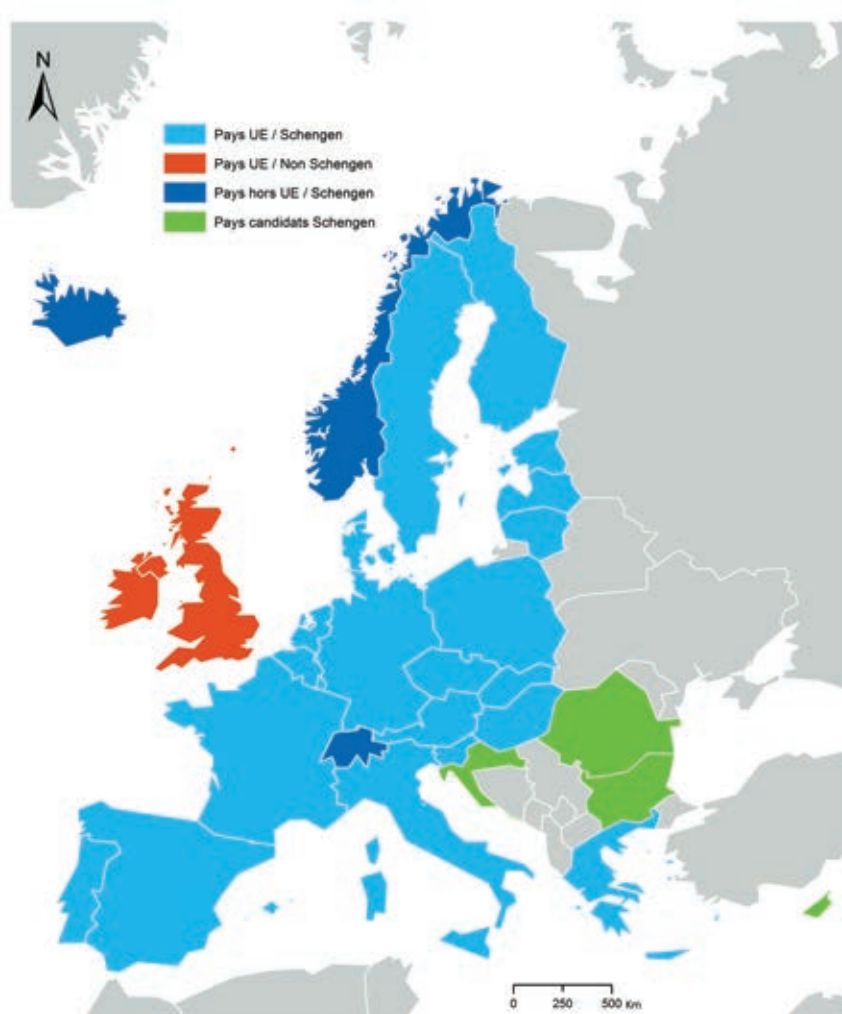 N
Pays UE / Schengen
Pays UE / Non Schengen
Pays hors UE / Schengen
Pays candidats Schengen
0 250 500 Km